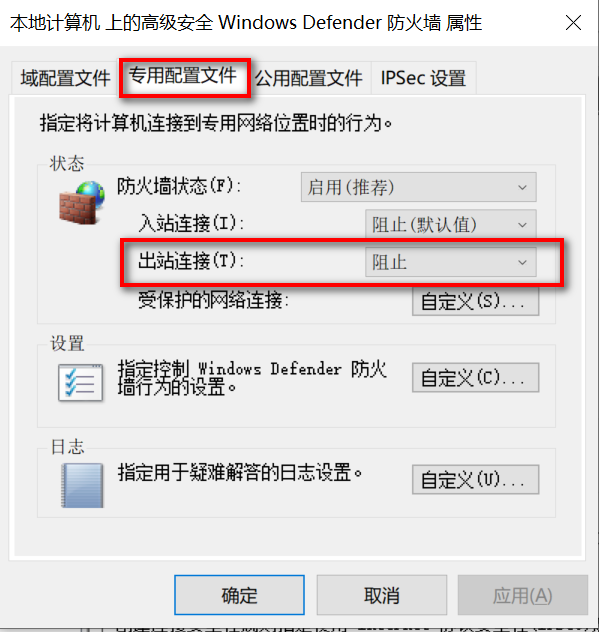 本地计算机 上的高级安全 Windows Defender 防火墙 属性
域配置文件 专用配置文件 公用配置文件 IPSec 设置
指定将计算机连接到专用网络位置时的行为。
状态
防火墙状态(F): 启用(推荐)
入站连接(I): 阻止(默认值)
出站连接(T): 阻止
受保护的网络连接: 自定义(S)...
设置
指定控制 Windows Defender 防火
墙行为的设置。
自定义(C)...
日志
指定用于疑难解答的日志设置。 自定义(U)...
确定 取消 应用(A)